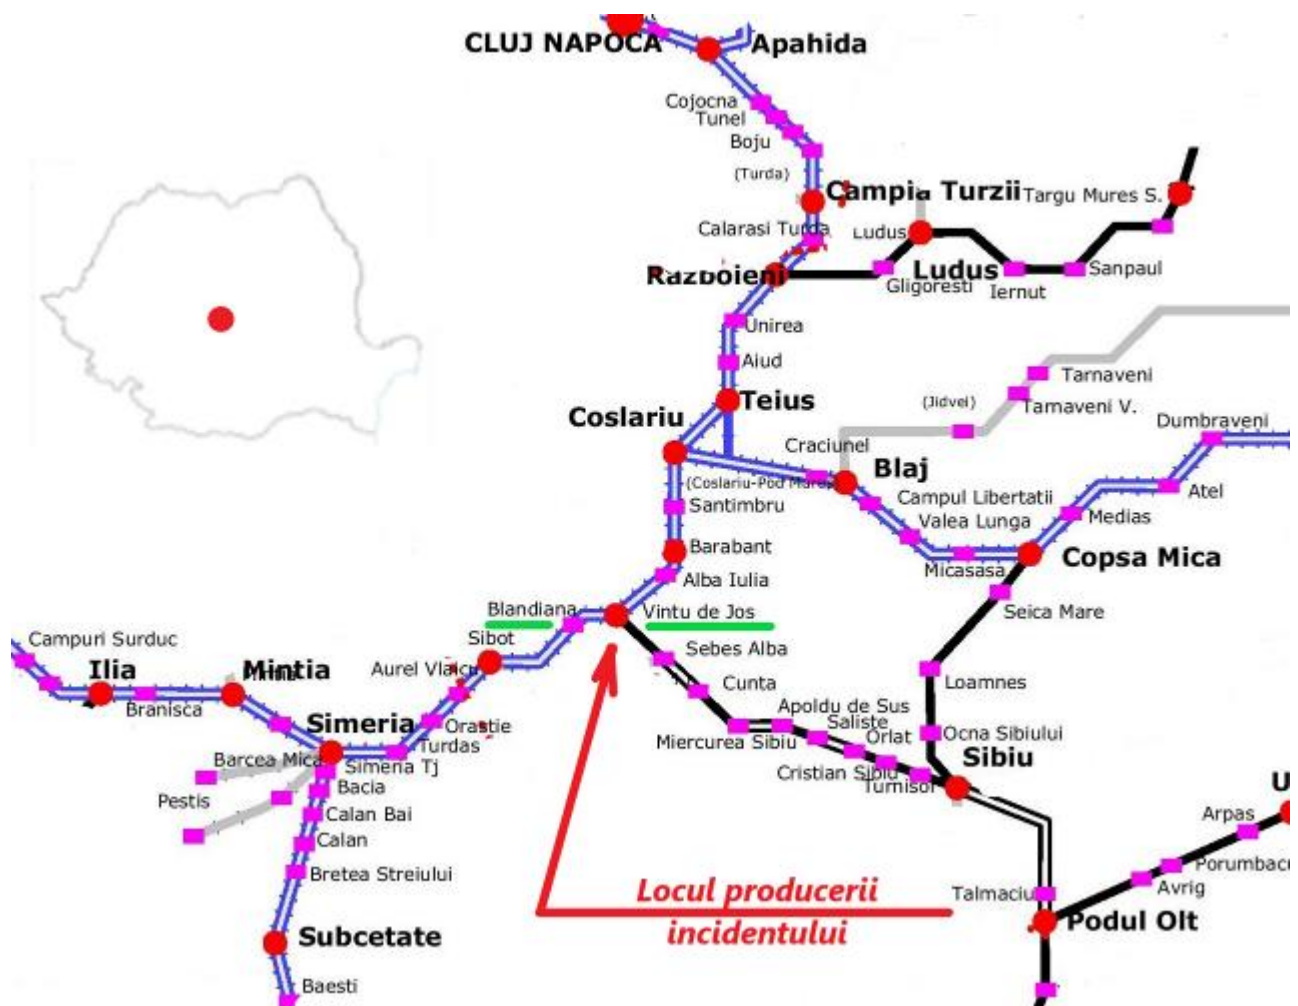 CLUJ NAPOCA
Apahida
Cojocna
Tunel
Boju
(Turda)
Campia Turzii
Targu Mures S.
Calarasi Turda
Ludus
Razboieni
Ludus
Gligoresti
Iernut
Sanpaul
Unirea
Aiud
Teius
Tarnaveni
(Jidvei)
Tarnaveni V.
Coslariu
Craciunel
Dumbraveni
Blaj
(Coslariu-Pod Mures)
Santimbru
Campul Libertatii
Atel
Valea Lunga
Medias
Barabant
Micasasa
Copsa Mica
Alba Iulia
Seica Mare
Blandiana
Vintu de Jos
Campuri Surduc
Sibot
Sebes Alba
Ilia
Mintia
Aurel Vlaicu
Cunta
Loamnes
Branisca
Simeria
Orastie
Apoldu de Sus
Saliste
Turdas
Miercurea Sibiu
Orlat
Ocna Sibiului
Barcea Mica
Simeria Tj
Cristian Sibiu
Sibiu
Turnisor
Bacia
Pestis
Calan Bai
Arpas
Calan
Bretea Streiului
Porumbacu
Avrig
Talmaciu
Locul producerii
incidentului
Podul Olt
Subcetate
Baesti